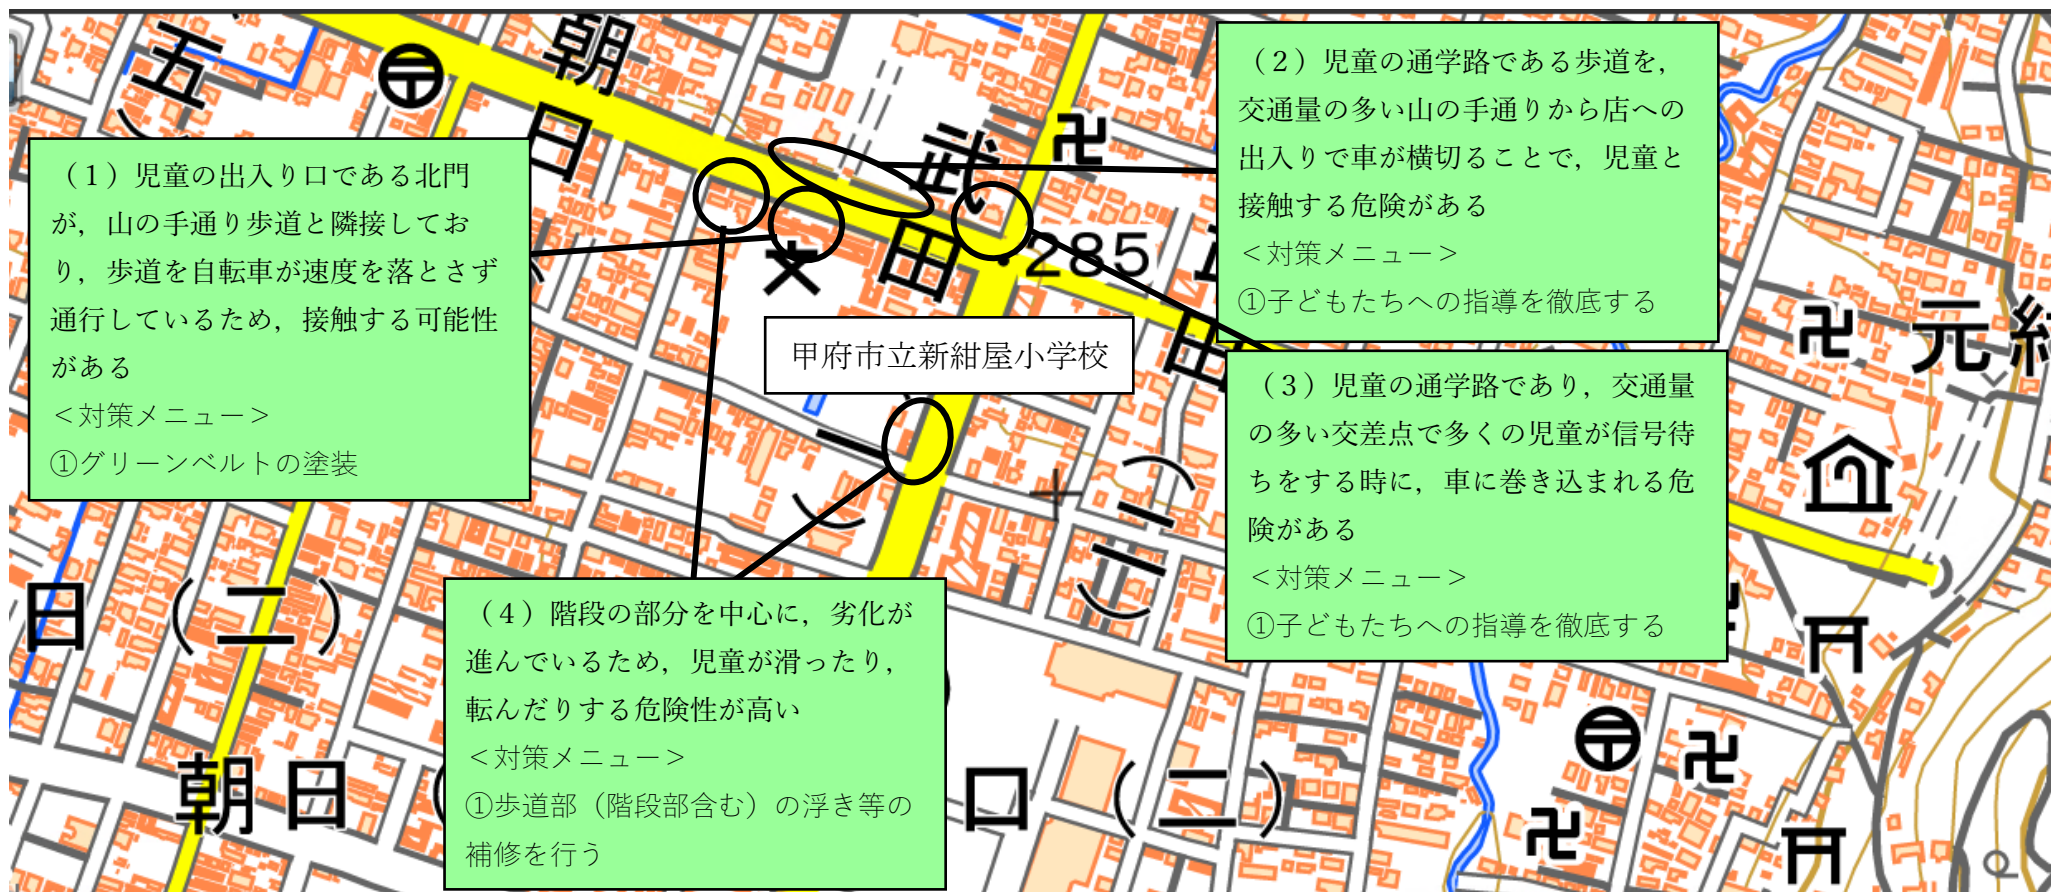 五
朝
日
武
田
285
（１）児童の出入り口である北門
が，山の手通り歩道と隣接してお
り，歩道を自転車が速度を落とさず
通行しているため，接触する可能性
がある
＜対策メニュー＞
①グリーンベルトの塗装
（２）児童の通学路である歩道を，
交通量の多い山の手通りから店への
出入りで車が横切ることで，児童と
接触する危険がある
＜対策メニュー＞
①子どもたちへの指導を徹底する
甲府市立新紺屋小学校
（３）児童の通学路であり，交通量
の多い交差点で多くの児童が信号待
ちをする時に，車に巻き込まれる危
険がある
＜対策メニュー＞
①子どもたちへの指導を徹底する
（４）階段の部分を中心に，劣化が
進んでいるため，児童が滑ったり，
転んだりする危険性が高い
＜対策メニュー＞
①歩道部（階段部含む）の浮き等の
補修を行う
元紺
田
一
（二）
日（二）
朝日（
口（二）